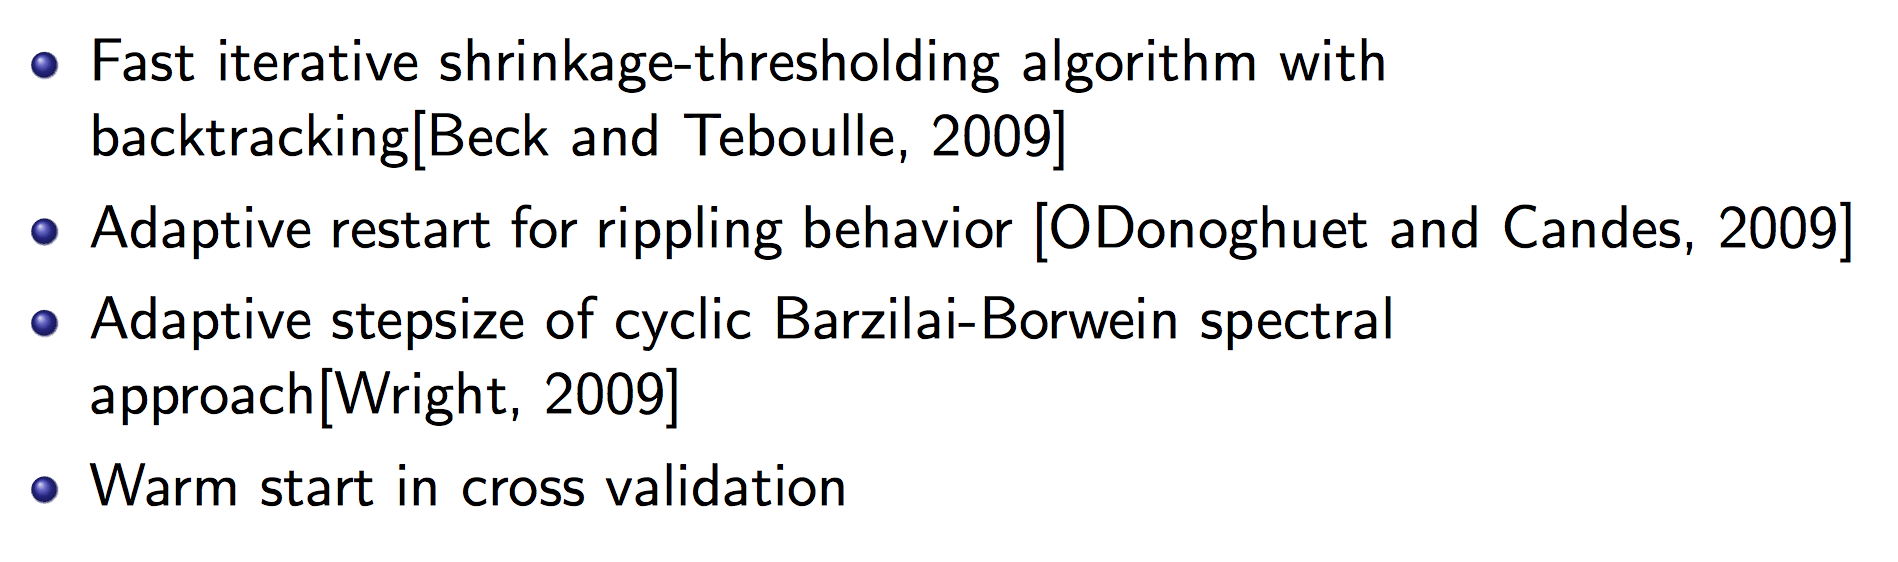 Fast iterative shrinkage-thresholding algorithm with
backtracking[Beck and Teboulle, 2009]
Adaptive restart for rippling behavior [ODonoghuet and Candes, 2009]
Adaptive stepsize of cyclic Barzilai-Borwein spectral
approach[Wright, 2009]
Warm start in cross validation